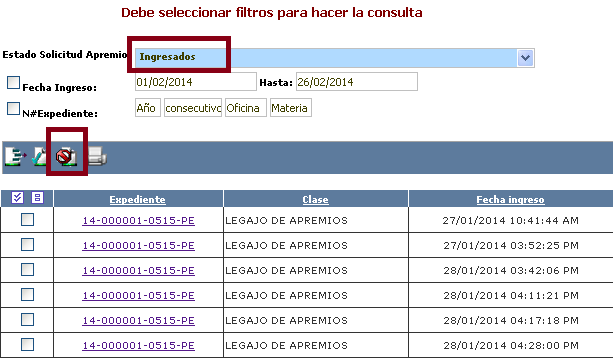 Debe seleccionar filtros para hacer la consulta
Estado Solicitud Apremio Ingresados
Fecha Ingreso: 01/02/2014 Hasta: 26/02/2014
N#Expediente: Año consecutivo Oficina Materia
Expediente Clase Fecha ingreso
14-000001-0515-PE LEGAJO DE APREMIOS 27/01/2014 10:41:44 AM
14-000001-0515-PE LEGAJO DE APREMIOS 27/01/2014 03:52:25 PM
14-000001-0515-PE LEGAJO DE APREMIOS 28/01/2014 03:42:06 PM
14-000001-0515-PE LEGAJO DE APREMIOS 28/01/2014 04:11:21 PM
14-000001-0515-PE LEGAJO DE APREMIOS 28/01/2014 04:17:18 PM
14-000001-0515-PE LEGAJO DE APREMIOS 28/01/2014 04:28:00 PM